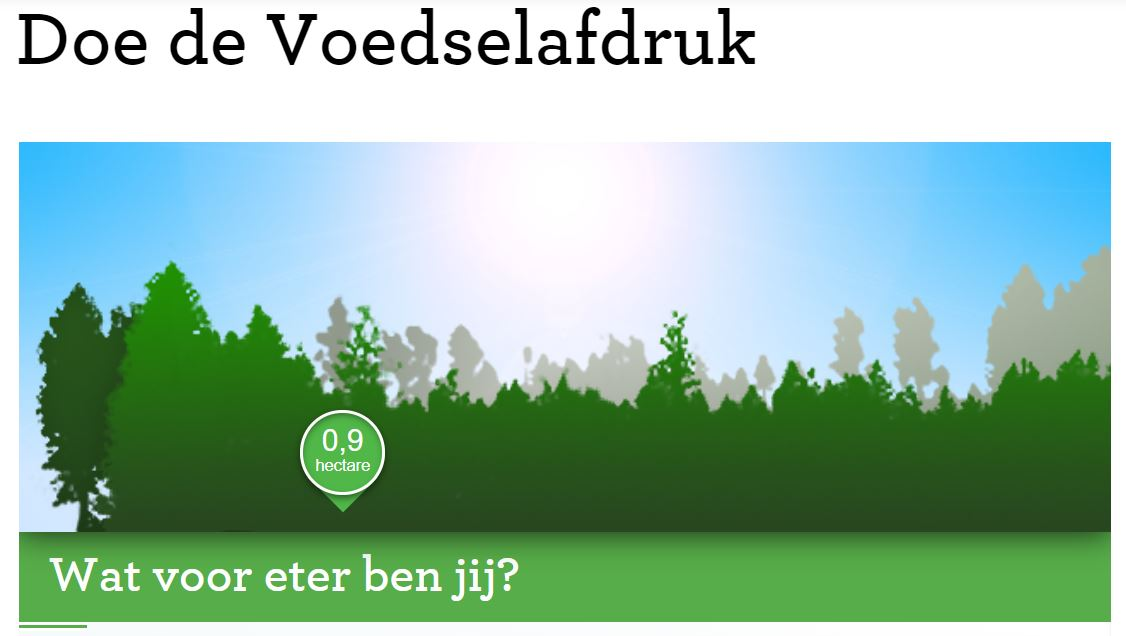 Doe de Voedselafdruk
0,9
hectare
Wat voor eter ben jij?